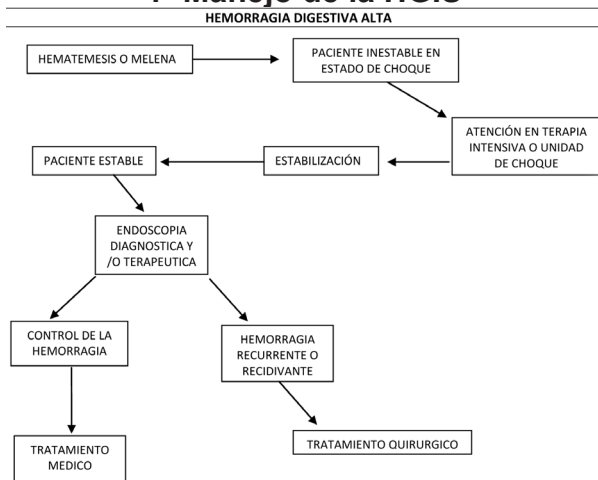 HEMORRAGIA DIGESTIVA ALTA
HEMATEMESIS O MELENA
PACIENTE INESTABLE EN
ESTADO DE CHOQUE
ATENCIÓN EN TERAPIA
INTENSIVA O UNIDAD
DE CHOQUE
ESTABILIZACIÓN
PACIENTE ESTABLE
ENDOSCOPIA
DIAGNOSTICA Y
/O TERAPEUTICA
CONTROL DE LA
HEMORRAGIA
HEMORRAGIA
RECURRENTE O
RECIDIVANTE
TRATAMIENTO
MEDICO
TRATAMIENTO QUIRURGICO